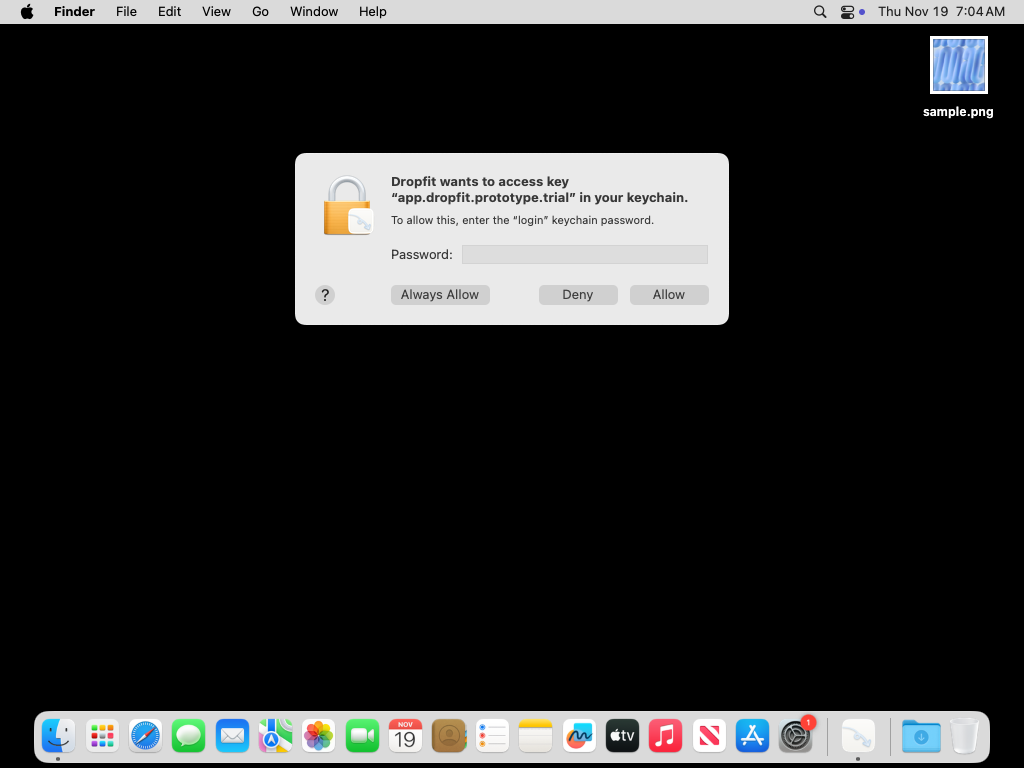 Finder File Edit View Go Window Help Thu Nov 19 7:04 AM
sample.png
Dropfit wants to access key
“app.dropfit.prototype.trial” in your keychain.
To allow this, enter the “login” keychain password.
Password:
? Always Allow Deny Allow
NOV
19
tv
1